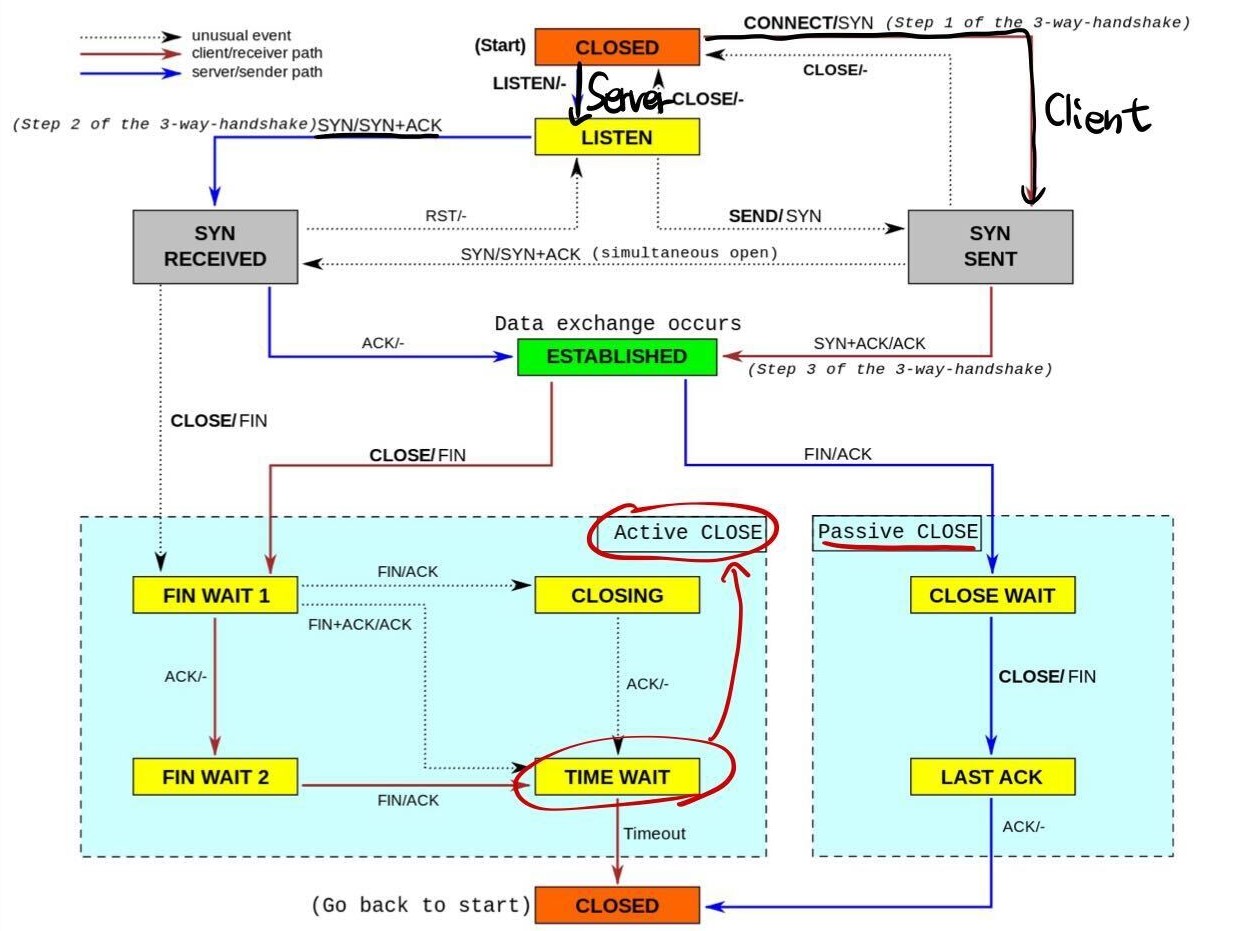 unusual event
client/receiver path
server/sender path
(Start)
CLOSED
CONNECT/SYN (Step 1 of the 3-way-handshake)
CLOSE/-
LISTEN/-
Server
CLOSE/-
Client
(Step 2 of the 3-way-handshake)SYN/SYN+ACK
LISTEN
RST/-
SEND/SYN
SYN
RECEIVED
SYN
SENT
SYN/SYN+ACK (simultaneous open)
Data exchange occurs
ACK/-
ESTABLISHED
SYN+ACK/ACK
(Step 3 of the 3-way-handshake)
CLOSE/FIN
CLOSE/FIN
FIN/ACK
Active CLOSE
Passive CLOSE
FIN WAIT 1
FIN/ACK
CLOSING
CLOSE WAIT
FIN+ACK/ACK
ACK/-
ACK/-
CLOSE/FIN
FIN WAIT 2
FIN/ACK
TIME WAIT
LAST ACK
Timeout
ACK/-
(Go back to start)
CLOSED